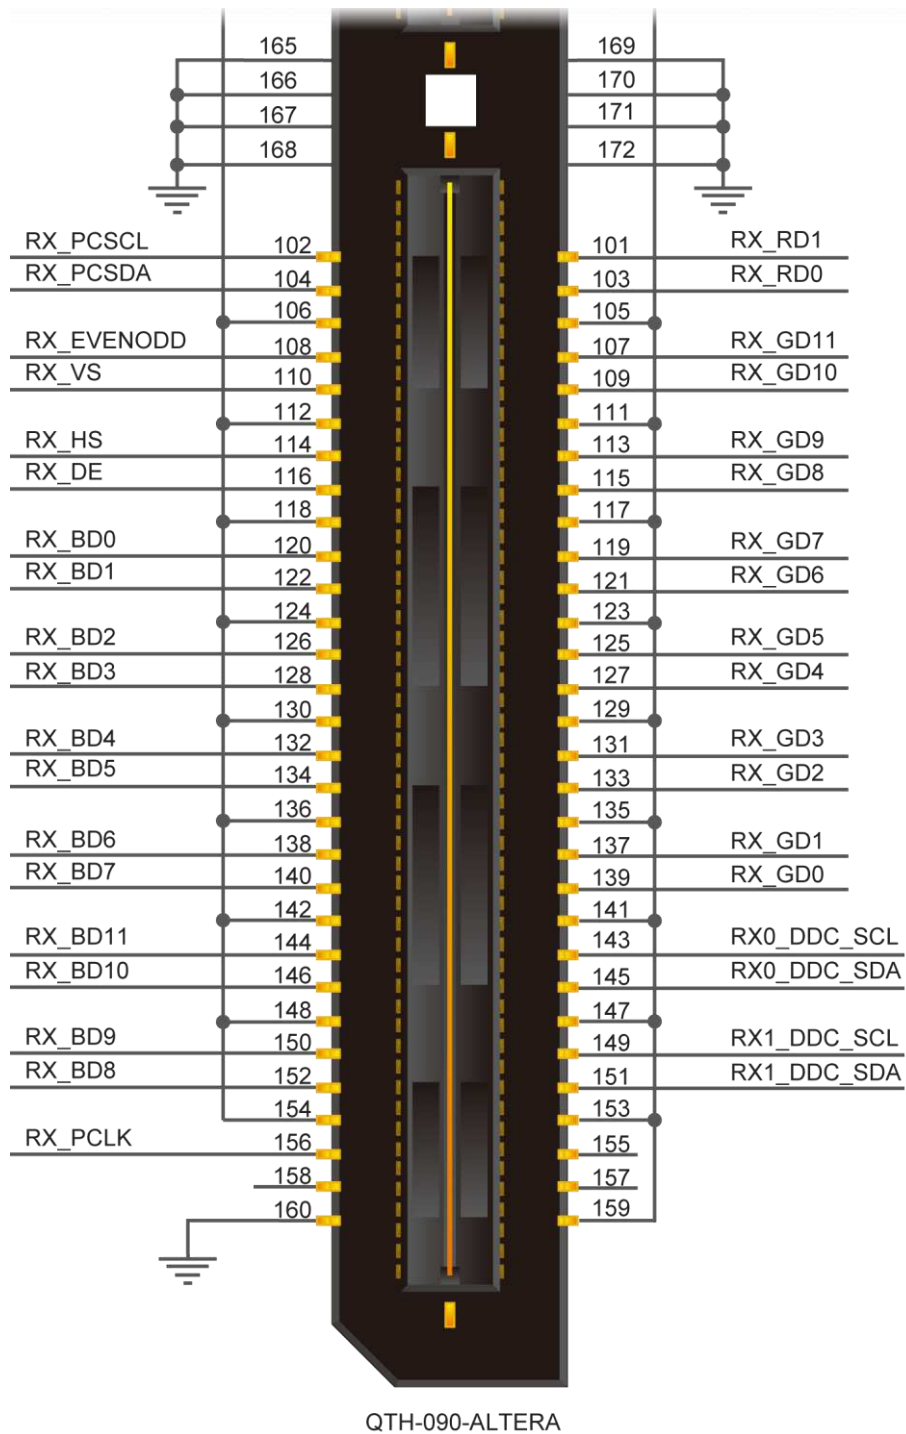 165 169
166 170
167 171
168 172
RX_PCSCL 102 101 RX_RD1
RX_PCSDA 104 103 RX_RD0
106 105
RX_EVENODD 108 107 RX_GD11
RX_VS 110 109 RX_GD10
112 111
RX_HS 114 113 RX_GD9
RX_DE 116 115 RX_GD8
118 117
RX_BD0 120 119 RX_GD7
RX_BD1 122 121 RX_GD6
124 123
RX_BD2 126 125 RX_GD5
RX_BD3 128 127 RX_GD4
130 129
RX_BD4 132 131 RX_GD3
RX_BD5 134 133 RX_GD2
136 135
RX_BD6 138 137 RX_GD1
RX_BD7 140 139 RX_GD0
142 141
RX_BD11 144 143 RX0_DDC_SCL
RX_BD10 146 145 RX0_DDC_SDA
148 147
RX_BD9 150 149 RX1_DDC_SCL
RX_BD8 152 151 RX1_DDC_SDA
154 153
RX_PCLK 156 155
158 157
160 159
QTH-090-ALTERA